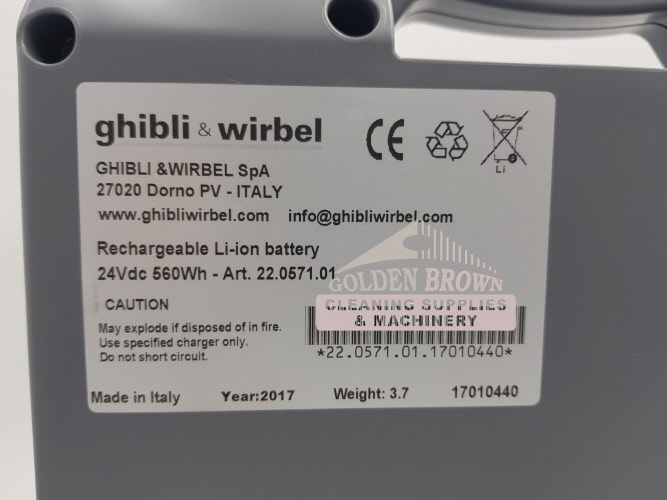 ghibli & wirbel
GHIBLI &WIRBEL SpA
27020 Dorno PV - ITALY
www.ghibliwirbel.com info@ghibliwirbel.com
Rechargeable Li-ion battery
24Vdc 560Wh - Art. 22.0571.01
CAUTION
May explode if disposed of in fire.
Use specified charger only.
Do not short circuit.
CE
Li
GOLDEN BROWN
CLEANING SUPPLIES
& MACHINERY
*22.0571.01.17010440*
Made in Italy Year:2017 Weight: 3.7 17010440